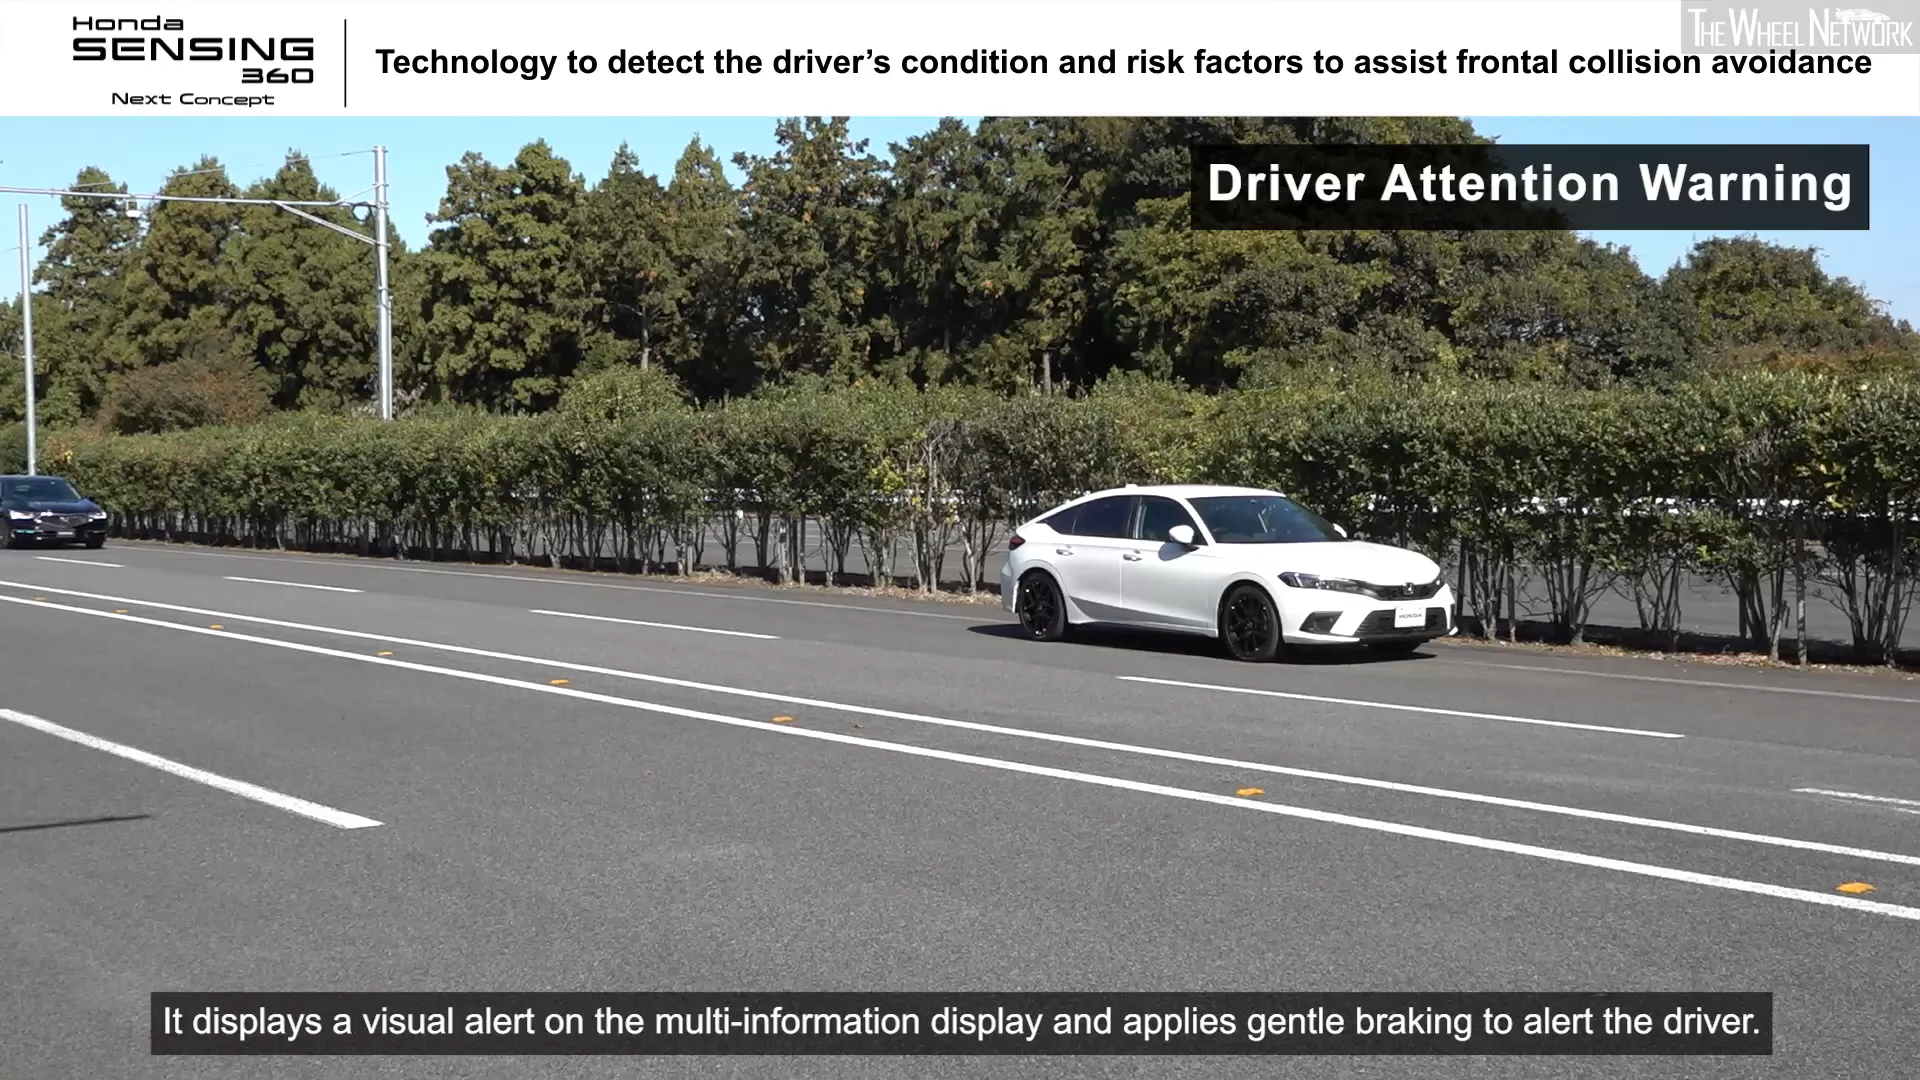 Honda
SENSING
360
Next Concept
Technology to detect the driver's condition and risk factors to assist frontal collision avoidance
THE WHEEL NETWORK
Driver Attention Warning
HONDA
It displays a visual alert on the multi-information display and applies gentle braking to alert the driver.